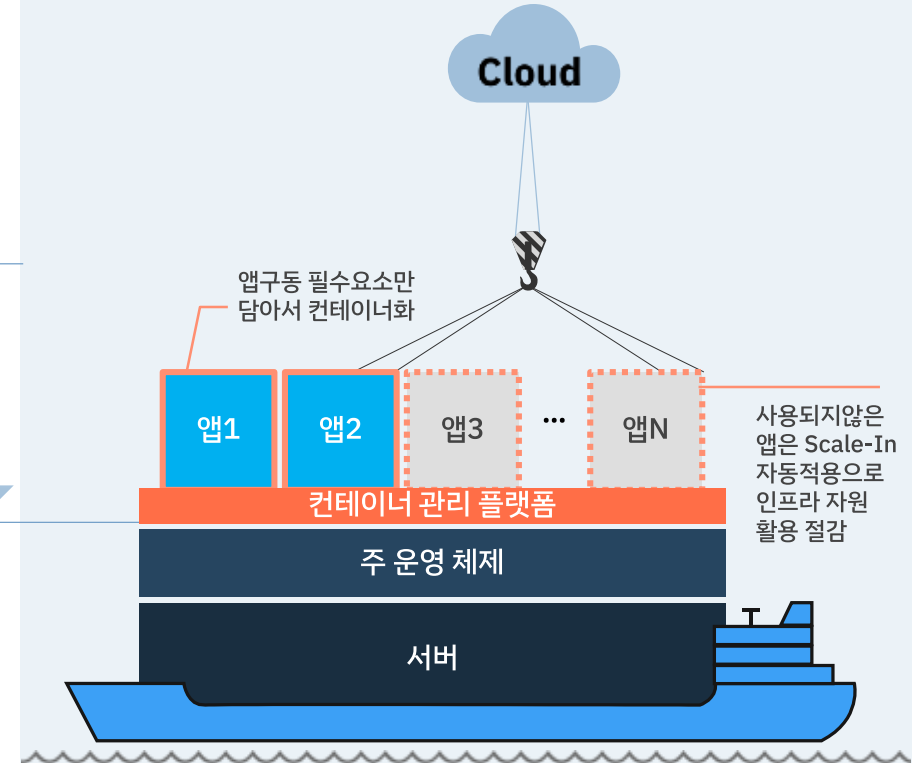 Cloud
앱구동 필수요소만
담아서 컨테이너화
앱1
앱2
앱3
...
앱N
사용되지않은
앱은 Scale-In
자동적용으로
인프라 자원
활용 절감
컨테이너 관리 플랫폼
주 운영 체제
서버